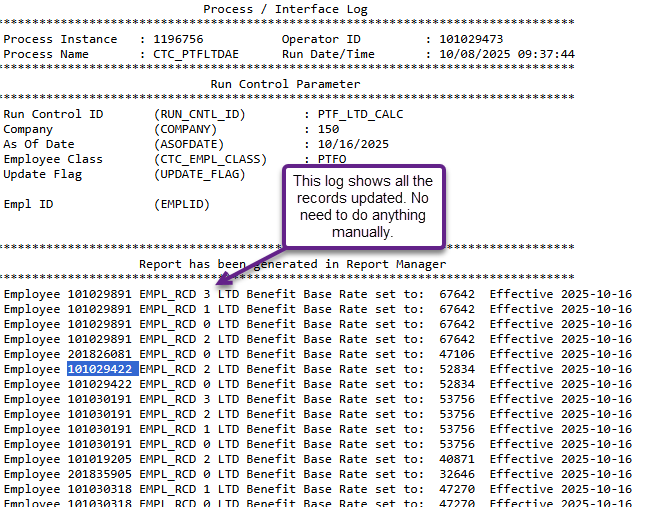 Process / Interface Log
*******************************************************************************
Process Instance : 1196756 Operator ID : 101029473
Process Name : CTC_PTFLTDAE Run Date/Time : 10/08/2025 09:37:44
*******************************************************************************
Run Control Parameter
*******************************************************************************
Run Control ID (RUN_CNTL_ID) : PTF_LTD_CALC
Company (COMPANY) : 150
As Of Date (ASOFDATE) : 10/16/2025
Employee Class (CTC_EMPL_CLASS) : PTFO
Update Flag (UPDATE_FLAG)
Empl ID (EMPLID)
This log shows all the
records updated. No
need to do anything
manually.
*******************************************************************************
Report has been generated in Report Manager
*******************************************************************************
Employee 101029891 EMPL_RCD 3 LTD Benefit Base Rate set to: 67642 Effective 2025-10-16
Employee 101029891 EMPL_RCD 1 LTD Benefit Base Rate set to: 67642 Effective 2025-10-16
Employee 101029891 EMPL_RCD 0 LTD Benefit Base Rate set to: 67642 Effective 2025-10-16
Employee 101029891 EMPL_RCD 2 LTD Benefit Base Rate set to: 67642 Effective 2025-10-16
Employee 201826081 EMPL_RCD 0 LTD Benefit Base Rate set to: 47106 Effective 2025-10-16
Employee 101029422 EMPL_RCD 2 LTD Benefit Base Rate set to: 52834 Effective 2025-10-16
Employee 101029422 EMPL_RCD 0 LTD Benefit Base Rate set to: 52834 Effective 2025-10-16
Employee 101030191 EMPL_RCD 3 LTD Benefit Base Rate set to: 53756 Effective 2025-10-16
Employee 101030191 EMPL_RCD 2 LTD Benefit Base Rate set to: 53756 Effective 2025-10-16
Employee 101030191 EMPL_RCD 1 LTD Benefit Base Rate set to: 53756 Effective 2025-10-16
Employee 101030191 EMPL_RCD 0 LTD Benefit Base Rate set to: 53756 Effective 2025-10-16
Employee 101019205 EMPL_RCD 2 LTD Benefit Base Rate set to: 40871 Effective 2025-10-16
Employee 201835905 EMPL_RCD 0 LTD Benefit Base Rate set to: 32646 Effective 2025-10-16
Employee 101030318 EMPL_RCD 1 LTD Benefit Base Rate set to: 47270 Effective 2025-10-16
Employee 101030318 EMPL_RCD 0 LTD Benefit Base Rate set to: 47270 Effective 2025-10-16